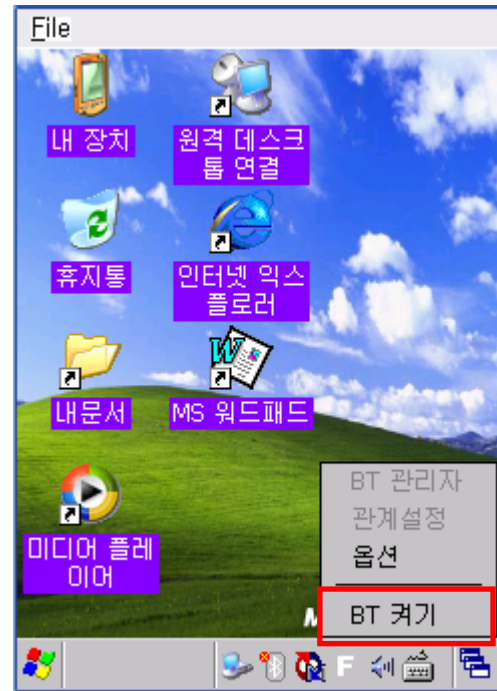 File
내 장치
원격 데스크
톱 연결
휴지통
인터넷 익스
플로러
내문서
MS 워드패드
미디어 플레
이어
BT 관리자
관계설정
옵션
BT 켜기
M
F